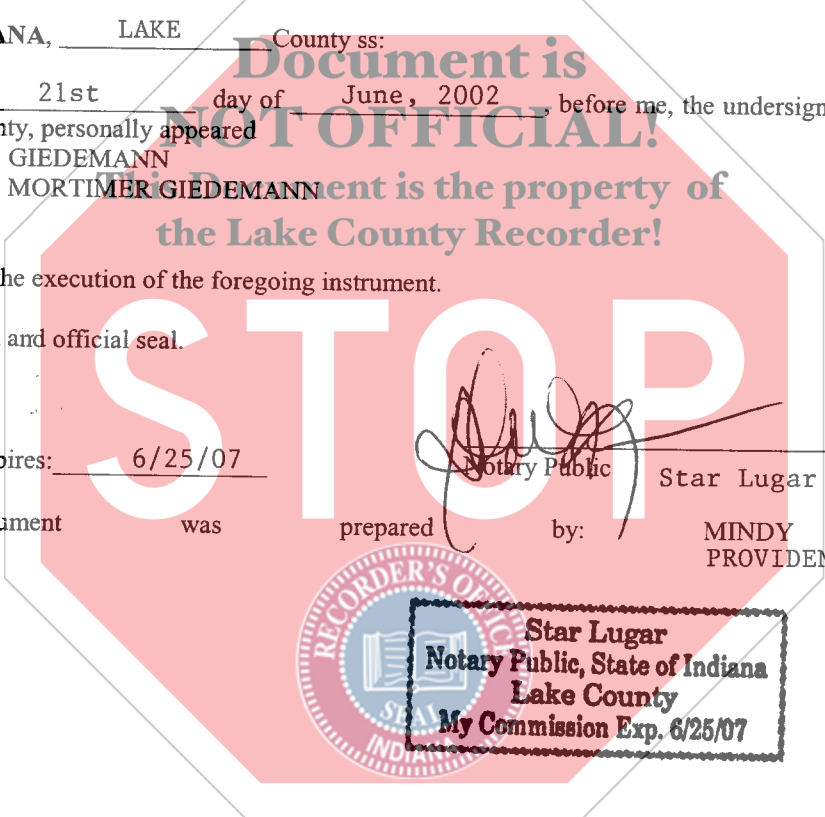 ANA, LAKE County ss:
Document is
21st day of June, 2002, before me, the undersign
NOT OFFICIAL!
nty, personally appeared
GIEDEMANN
MORTIMER GIEDEMANN
This Document is the property of
the Lake County Recorder!
he execution of the foregoing instrument.
and official seal.
STOP
ires: 6/25/07
Notary Public Star Lugar
ument was prepared by: MINDY
PROVIDEN
RECORDER'S OFFICE
SEAL
INDIANA
Star Lugar
Notary Public, State of Indiana
Lake County
My Commission Exp. 6/25/07